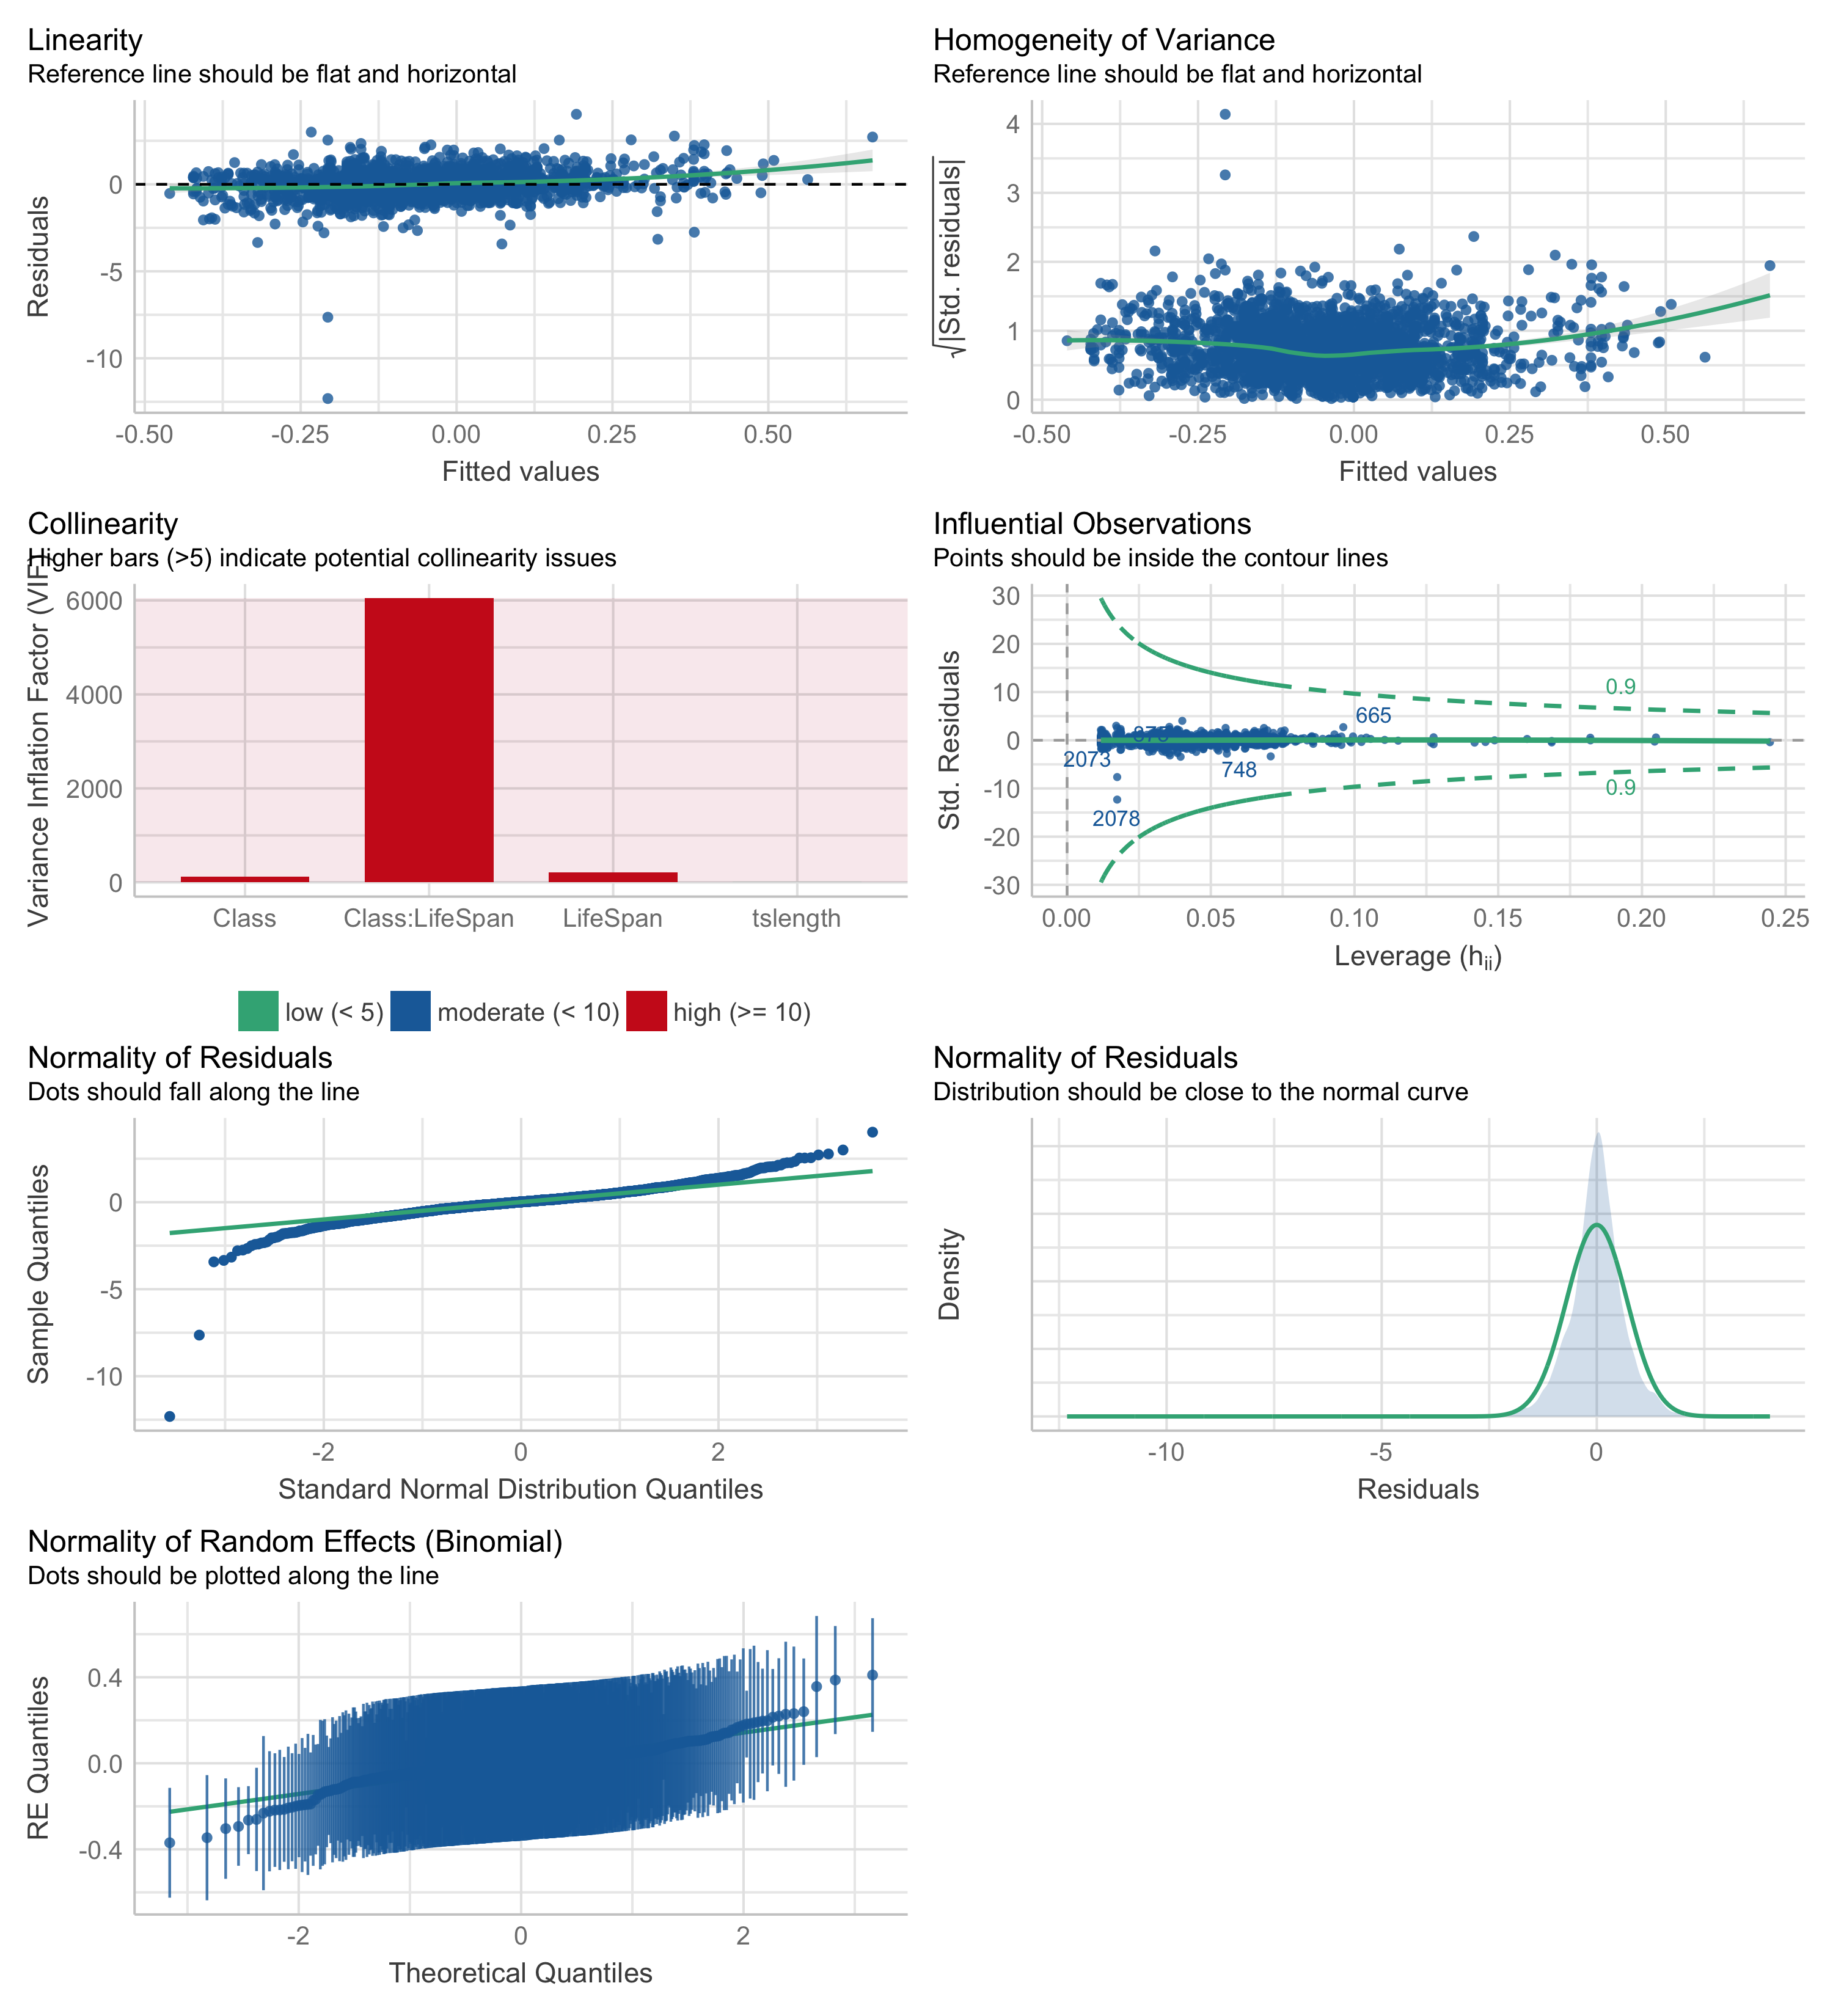 Linearity
Reference line should be flat and horizontal
0
-5
-10
Residuals
-0.50
-0.25
0.00
0.25
0.50
Fitted values
Homogeneity of Variance
Reference line should be flat and horizontal
4
3
2
1
0
√|Std. residuals|
-0.50
-0.25
0.00
0.25
0.50
Fitted values
Collinearity
Higher bars (>5) indicate potential collinearity issues
6000
4000
2000
0
Variance Inflation Factor (VIF)
Class
Class:LifeSpan
LifeSpan
tslength
low (< 5)
moderate (< 10)
high (>= 10)
Influential Observations
Points should be inside the contour lines
30
20
10
0
-10
-20
-30
Std. Residuals
0.9
665
2073
748
0.9
2078
0.00
0.05
0.10
0.15
0.20
0.25
Leverage (hii)
Normality of Residuals
Dots should fall along the line
0
-5
-10
Sample Quantiles
-2
0
2
Standard Normal Distribution Quantiles
Normality of Residuals
Distribution should be close to the normal curve
Density
-10
-5
0
Residuals
Normality of Random Effects (Binomial)
Dots should be plotted along the line
0.4
0.0
-0.4
RE Quantiles
-2
0
2
Theoretical Quantiles